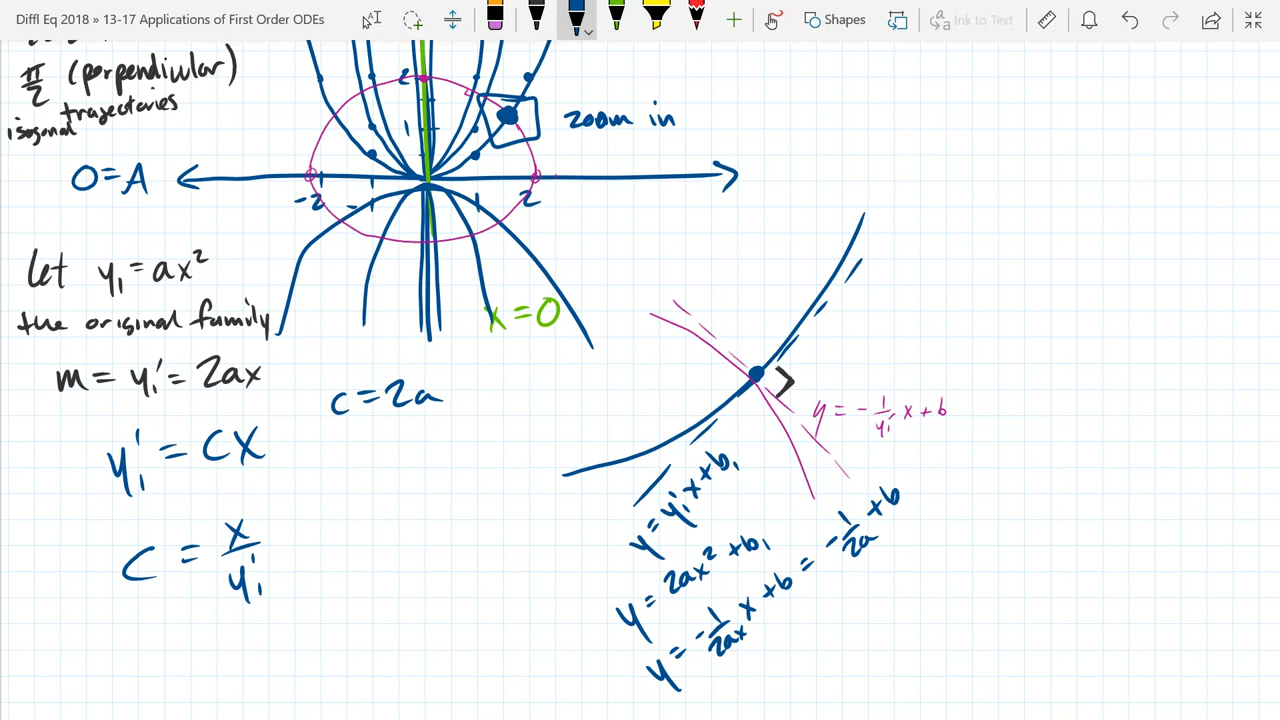 Diffl Eq 2018 » 13-17 Applications of First Order ODEs
Shapes
Ink to Text
π/2 (perpendicular)
trajectories
isogonal
2
1
zoom in
0=A
-2 -1 1 2
let y₁ = ax²
the original family
x = 0
m = y₁' = 2ax
c = 2a
y = -1/y₁' x + b
y₁' = cx
y = y₁'x + b₁
c = x/y₁'
y = 2ax² + b₁
y = -1/2ax x + b = -1/2a + b